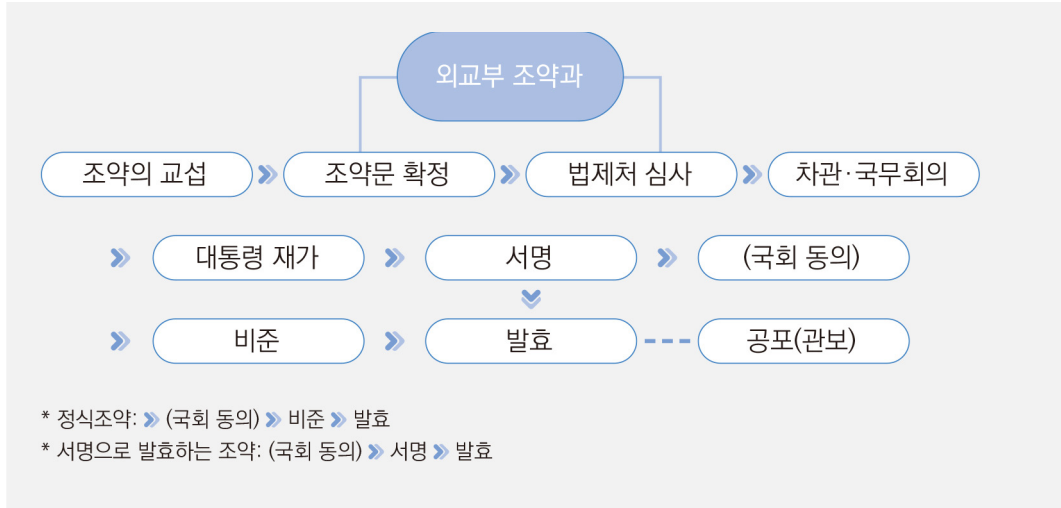 외교부 조약과
조약의 교섭 조약문 확정 법제처 심사 차관·국무회의
대통령 재가 서명 (국회 동의)
비준 발효 공포(관보)
* 정식조약: (국회 동의) 비준 발효
* 서명으로 발효하는 조약: (국회 동의) 서명 발효